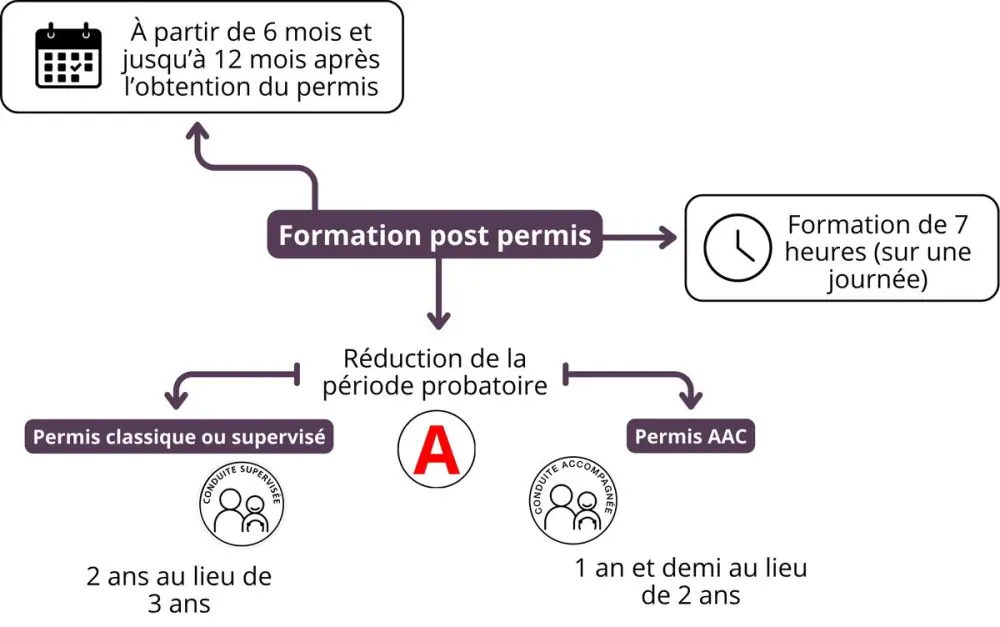 À partir de 6 mois et
jusqu’à 12 mois après
l’obtention du permis
Formation post permis
Formation de 7
heures (sur une
journée)
Réduction de la
période probatoire
A
Permis classique ou supervisé
CONDUITE SUPERVISÉE
2 ans au lieu de
3 ans
Permis AAC
CONDUITE ACCOMPAGNÉE
1 an et demi au lieu
de 2 ans